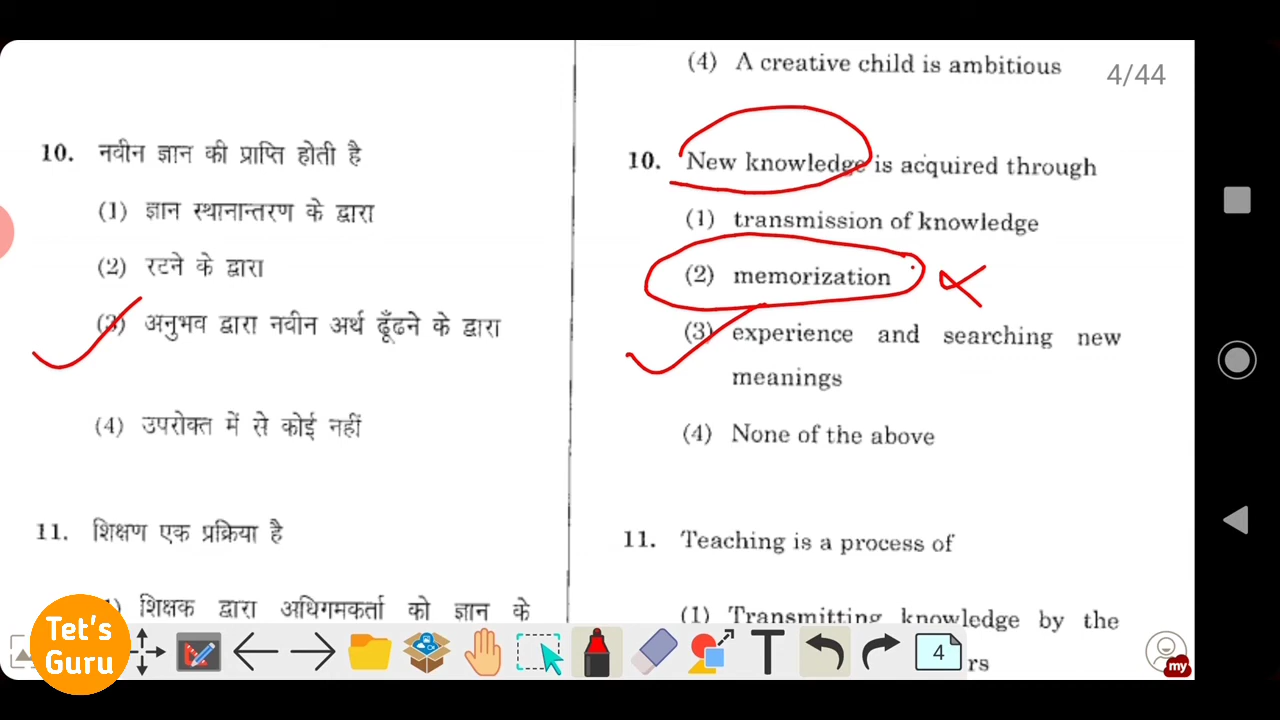 10. नवीन ज्ञान की प्राप्ति होती है
(1) ज्ञान स्थानान्तरण के द्वारा
(2) रटने के द्वारा
(3) अनुभव द्वारा नवीन अर्थ ढूँढने के द्वारा
(4) उपरोक्त में से कोई नहीं
11. शिक्षण एक प्रक्रिया है
शिक्षक द्वारा अधिगमकर्ता को ज्ञान के
(4) A creative child is ambitious
4/44
10. New knowledge is acquired through
(1) transmission of knowledge
(2) memorization
(3) experience and searching new
meanings
(4) None of the above
11. Teaching is a process of
(1) Transmitting knowledge by the
rs
Tet's
Guru
T
4
my